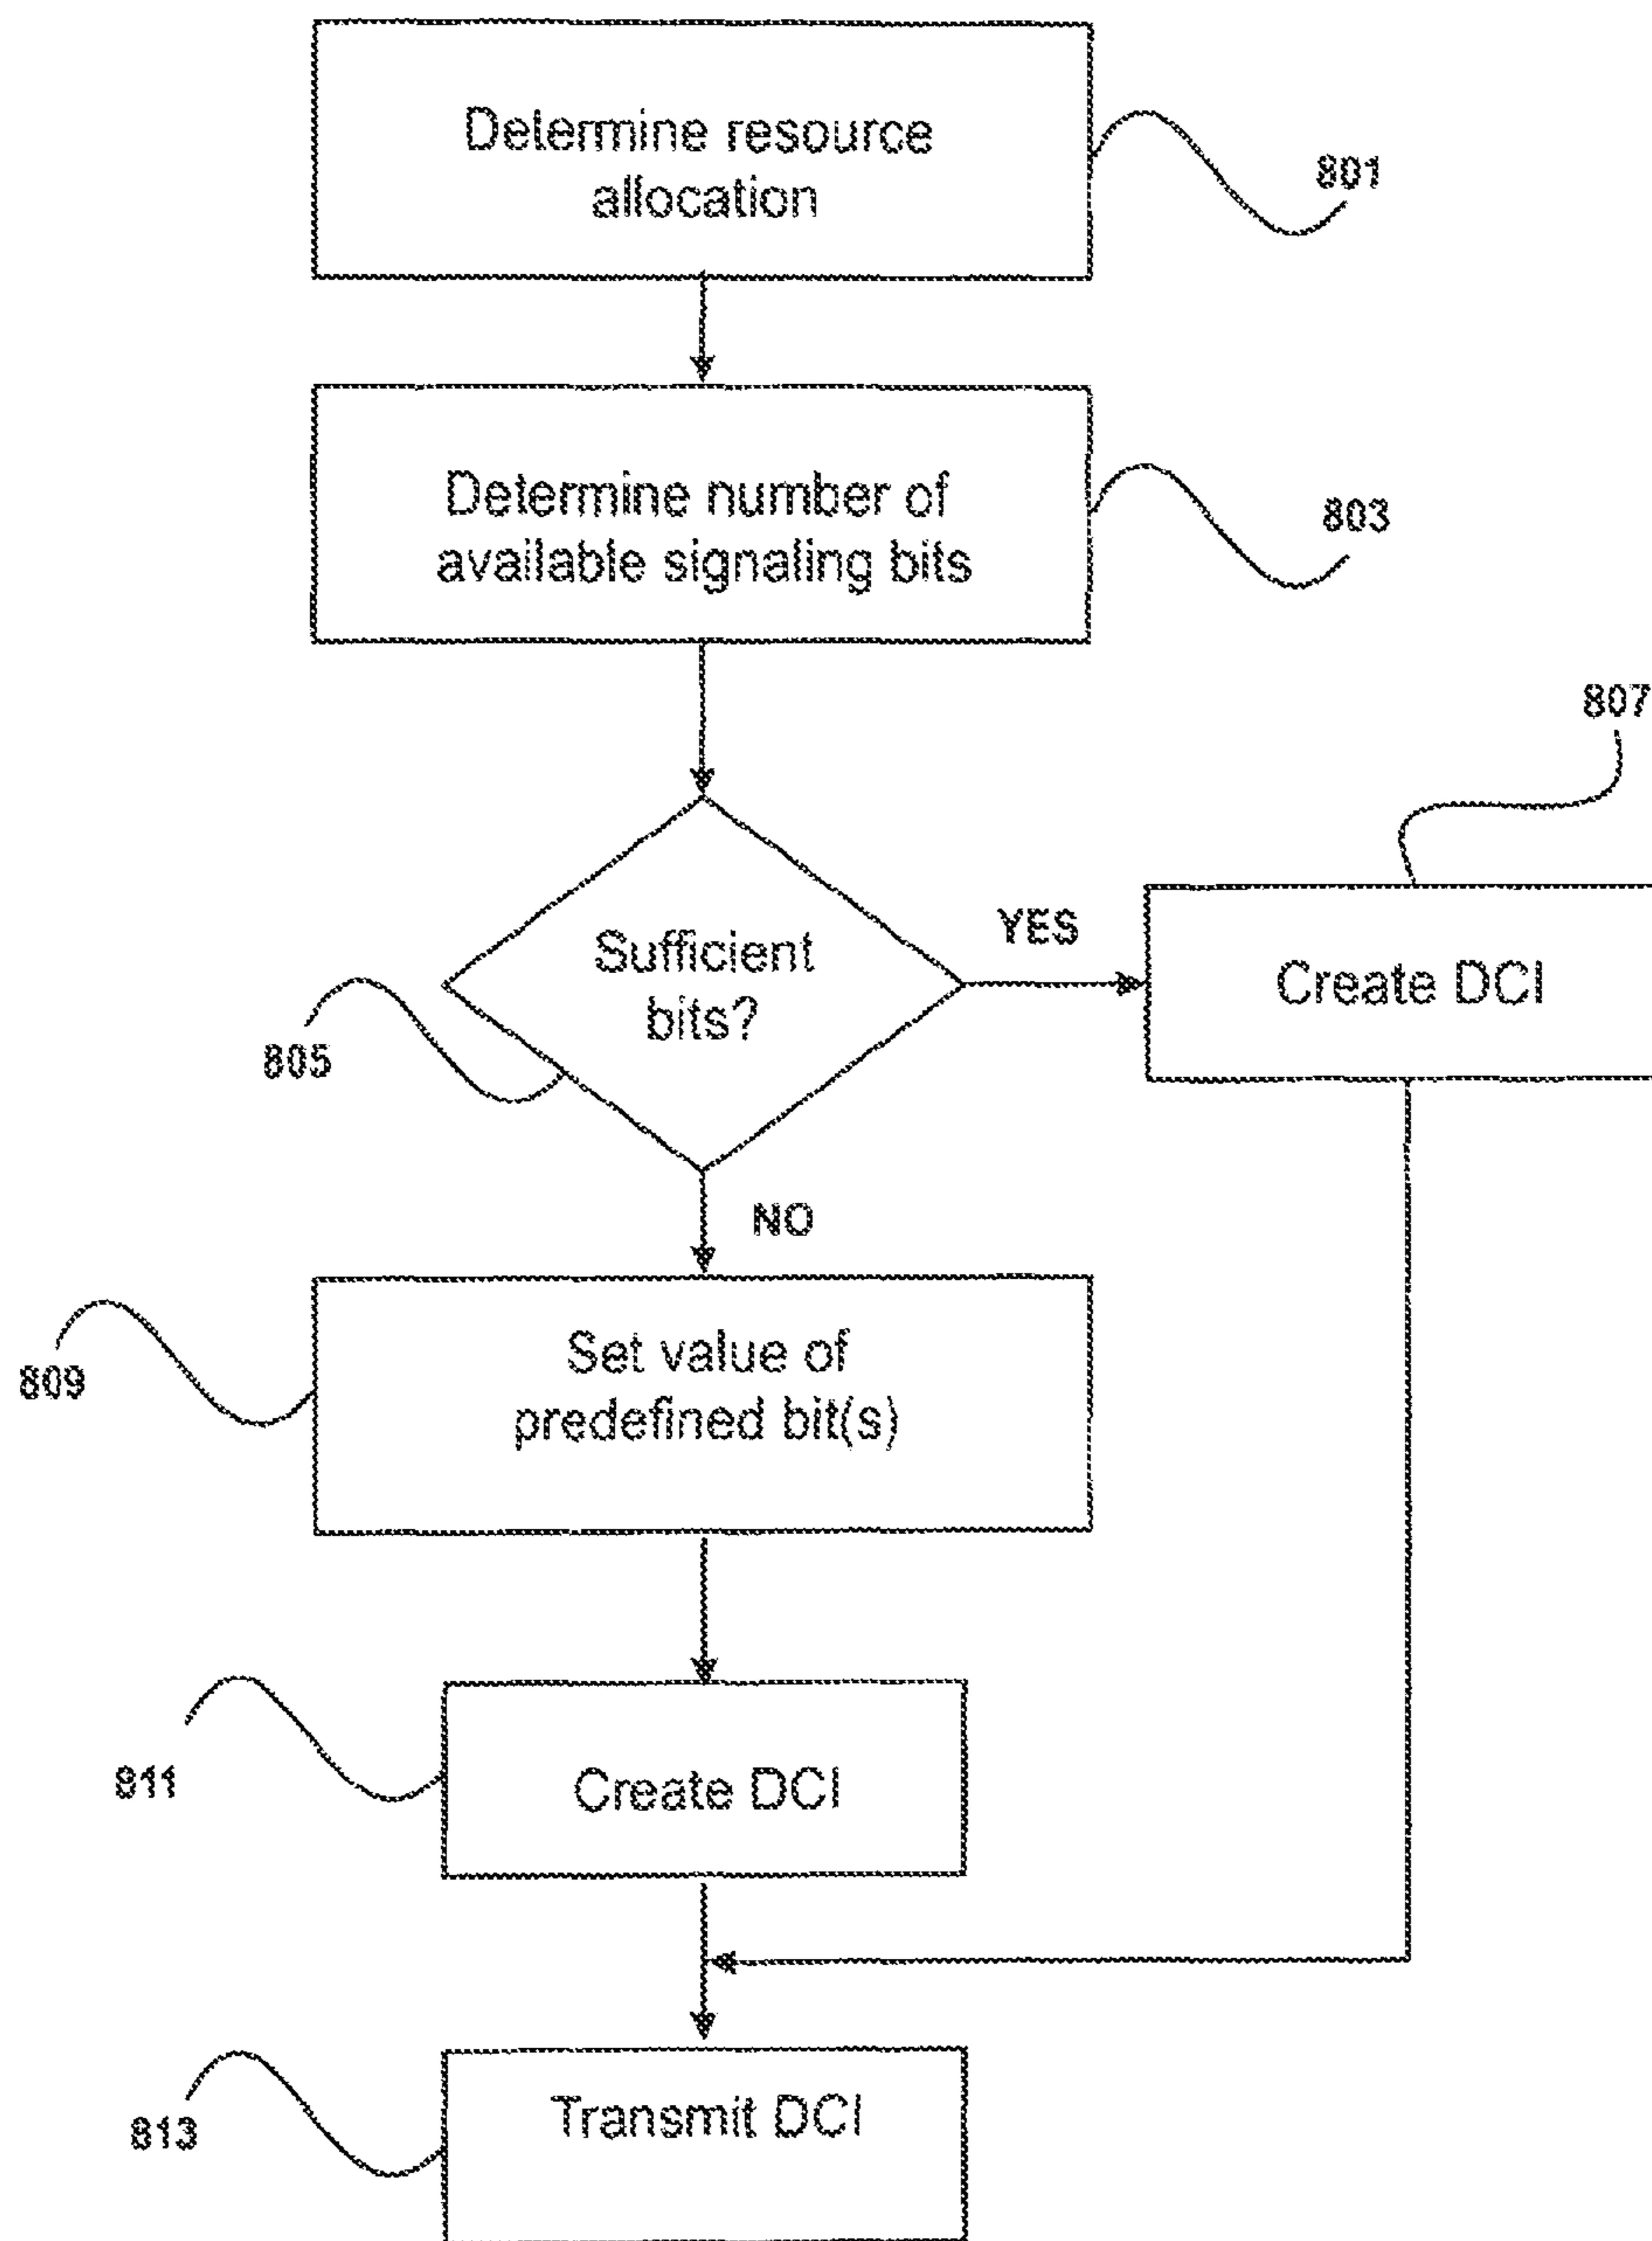 Determine resource
allocation
801
Determine number of
available signaling bits
803
807
Sufficient
bits?
YES
Create DCI
805
NO
Set value of
predefined bit(s)
809
Create DCI
811
Transmit DCI
813